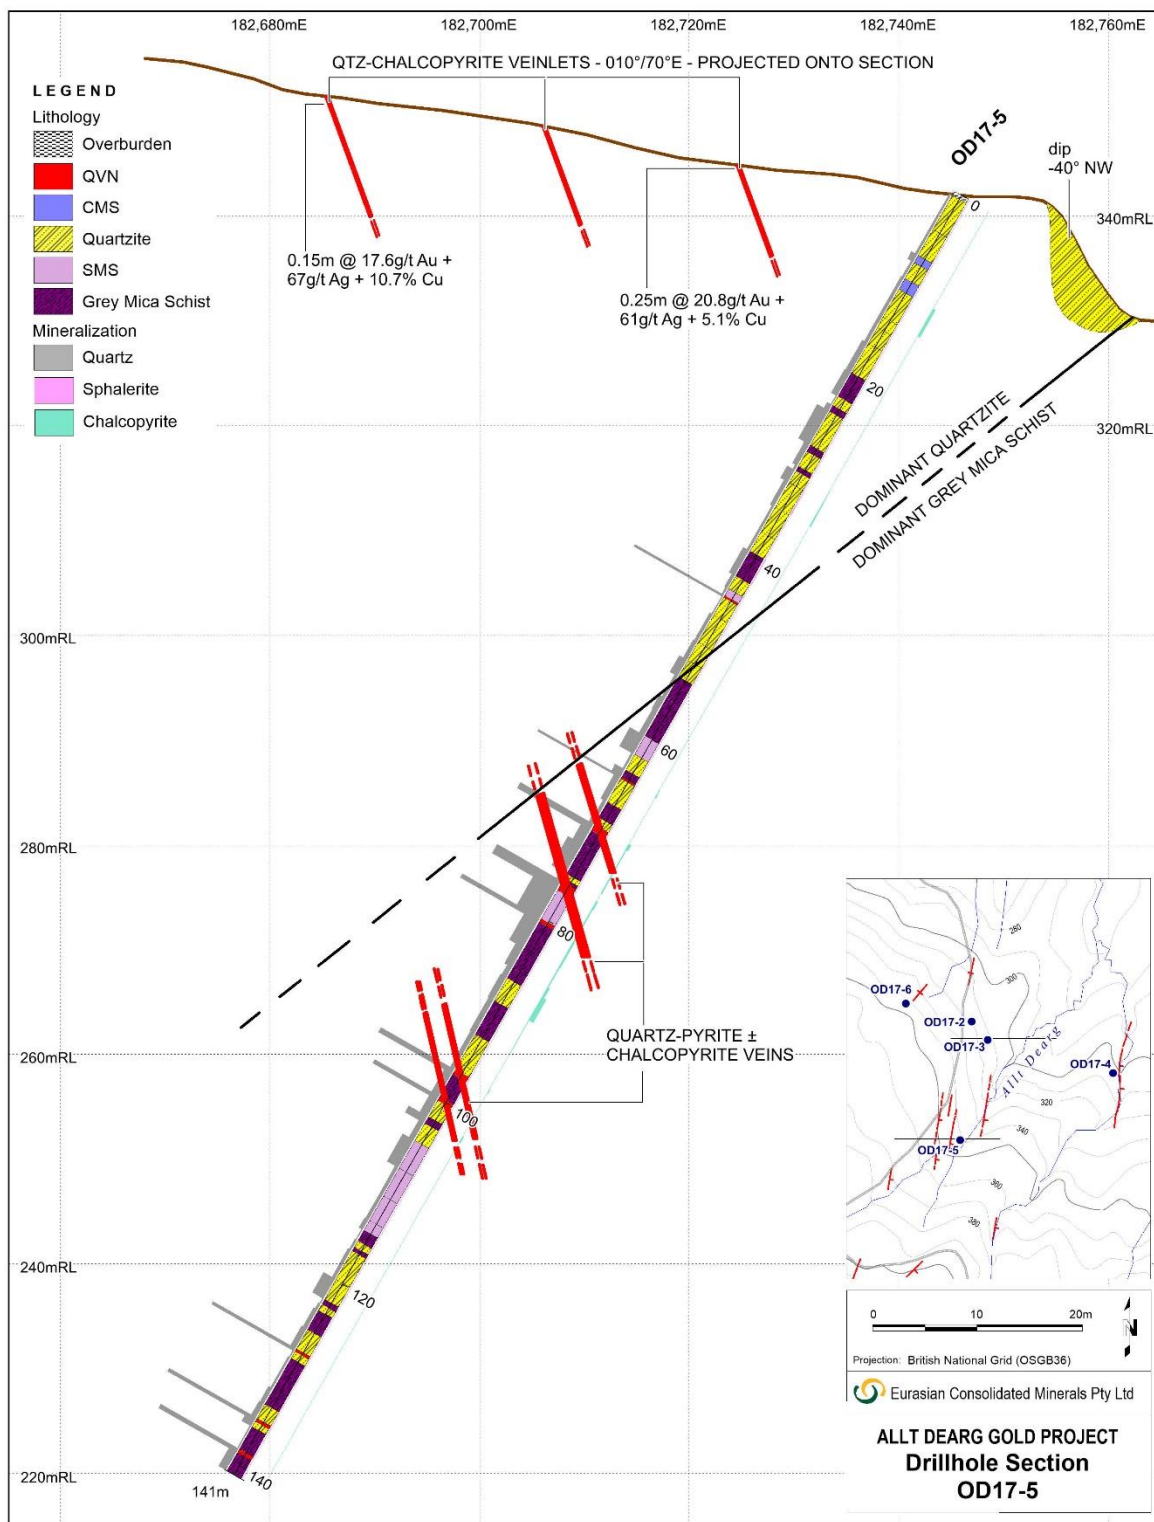 182,680mE
182,700mE
182,720mE
182,740mE
182,760mE
QTZ-CHALCOPYRITE VEINLETS - 010°/70°E - PROJECTED ONTO SECTION
LEGEND
Lithology
Overburden
QVN
CMS
Quartzite
SMS
Grey Mica Schist
Mineralization
Quartz
Sphalerite
Chalcopyrite
OD17-5
dip
-40° NW
0.15m @ 17.6g/t Au +
67g/t Ag + 10.7% Cu
0.25m @ 20.8g/t Au +
61g/t Ag + 5.1% Cu
340mRL
320mRL
300mRL
280mRL
260mRL
240mRL
220mRL
0
20
40
60
80
100
120
140
141m
DOMINANT QUARTZITE
DOMINANT GREY MICA SCHIST
QUARTZ-PYRITE ±
CHALCOPYRITE VEINS
280
300
OD17-6
OD17-2
OD17-3
Allt Dearg
OD17-4
320
340
OD17-5
360
380
0 10 20m
N
Projection: British National Grid (OSGB36)
Eurasian Consolidated Minerals Pty Ltd
ALLT DEARG GOLD PROJECT
Drillhole Section
OD17-5